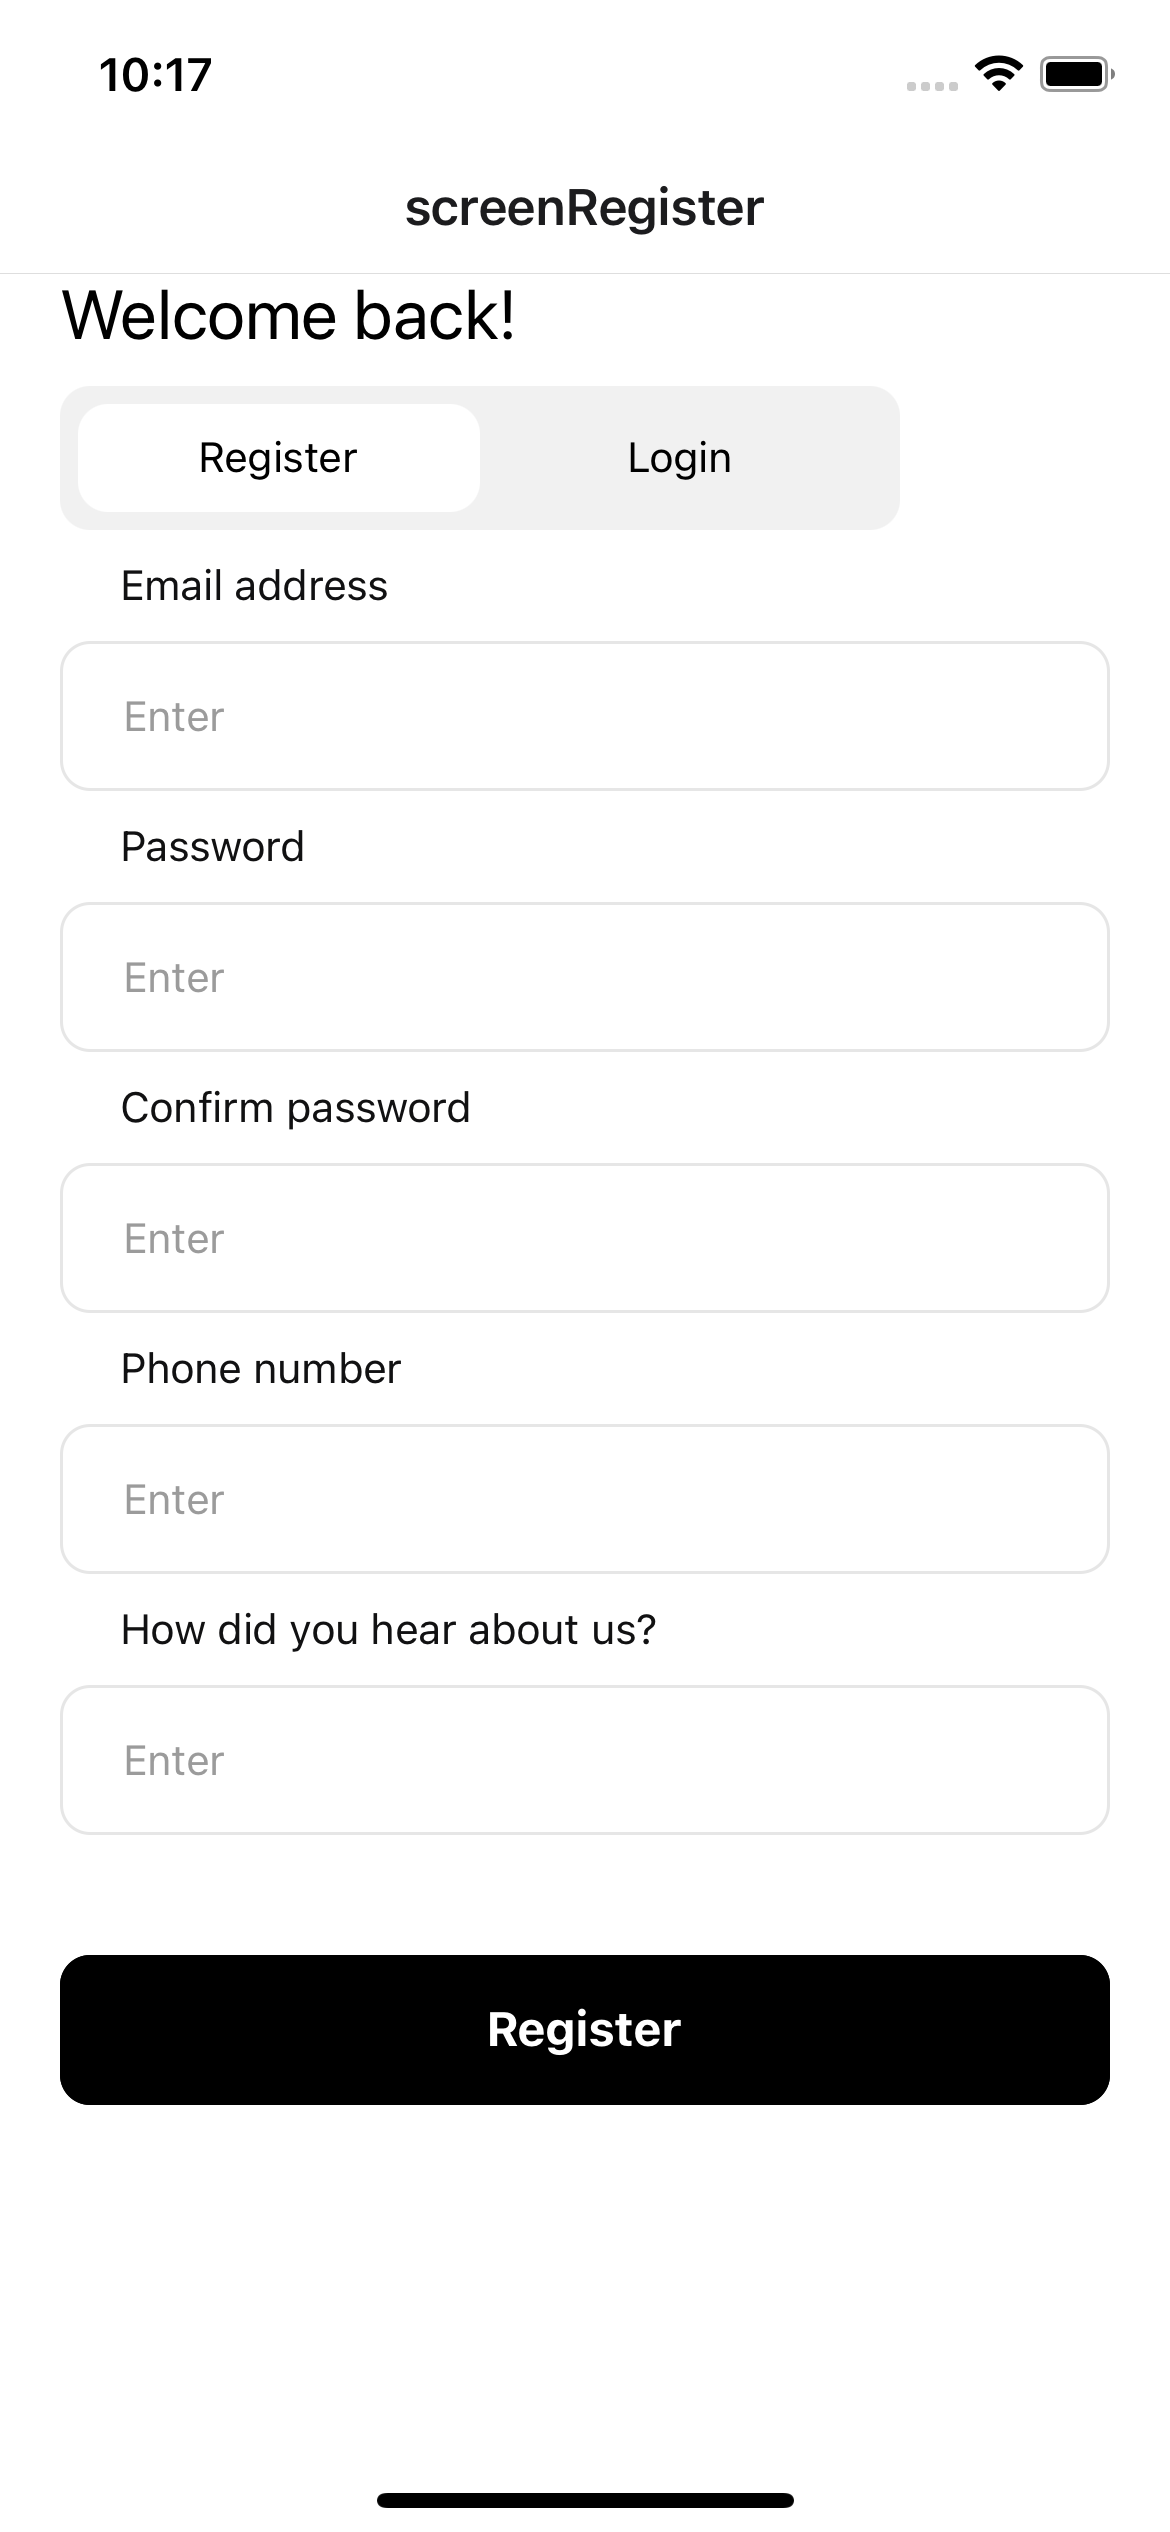 10:17
screenRegister
Welcome back!
Register Login
Email address
Enter
Password
Enter
Confirm password
Enter
Phone number
Enter
How did you hear about us?
Enter
Register